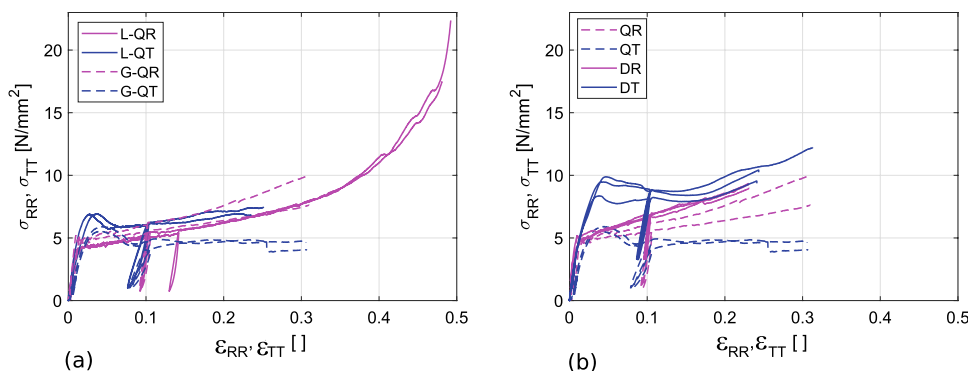 L-QR
L-QT
G-QR
G-QT
σRR, σTT [N/mm2]
20
15
10
5
0
0 0.1 0.2 0.3 0.4 0.5
εRR, εTT [ ]
(a)
QR
QT
DR
DT
σRR, σTT [N/mm2]
20
15
10
5
0
0 0.1 0.2 0.3 0.4 0.5
εRR, εTT [ ]
(b)